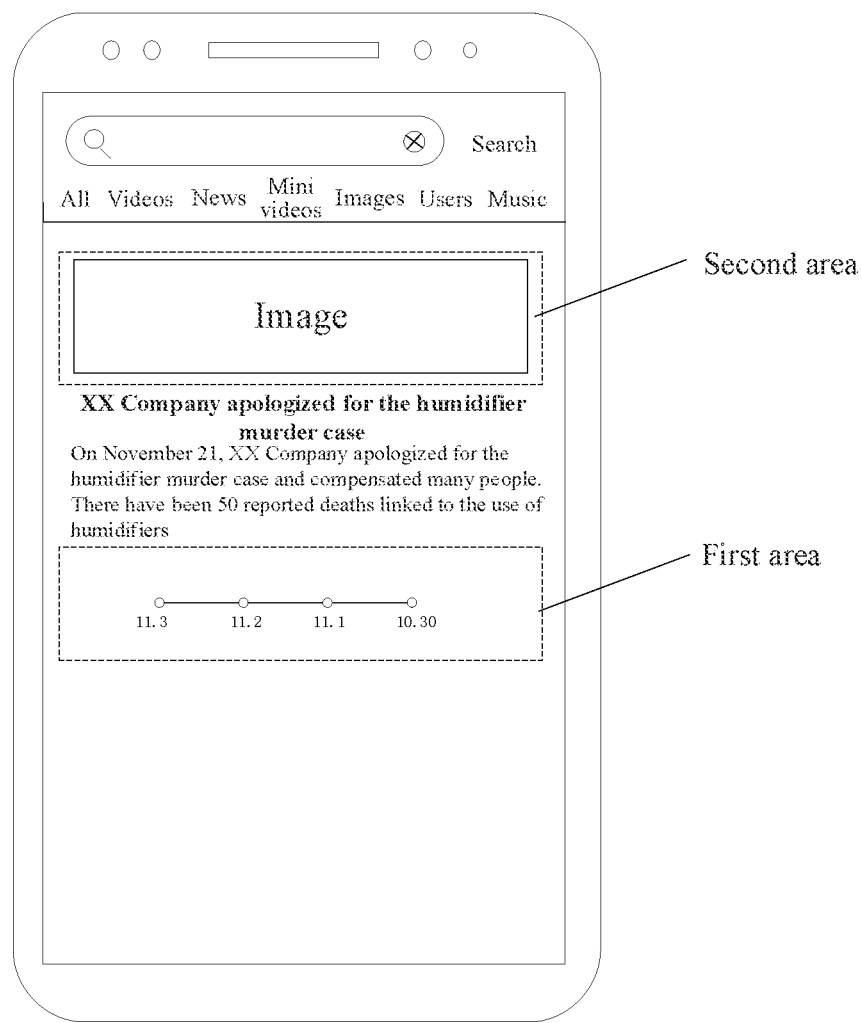 Search
All Videos News Mini videos Images Users Music
Second area
Image
XX Company apologized for the humidifier
murder case
On November 21, XX Company apologized for the
humidifier murder case and compensated many people.
There have been 50 reported deaths linked to the use of
humidifiers
First area
11. 3 11. 2 11. 1 10. 30